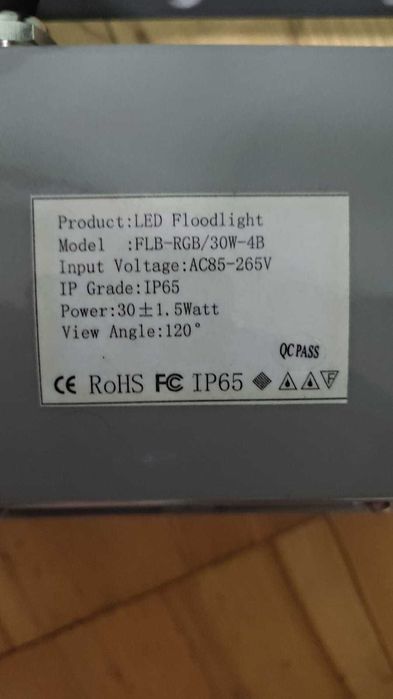 Product:LED Floodlight
Model :FLB-RGB/30W-4B
Input Voltage:AC85-265V
IP Grade:IP65
Power:30±1.5Watt
View Angle:120°
QC PASS
CE RoHS FC IP65 F